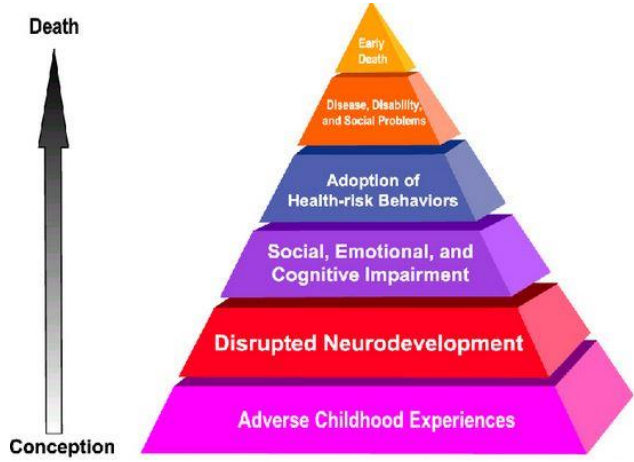 Death
Early
Death
Disease, Disability,
and Social Problems
Adoption of
Health-risk Behaviors
Social, Emotional, and
Cognitive Impairment
Disrupted Neurodevelopment
Adverse Childhood Experiences
Conception